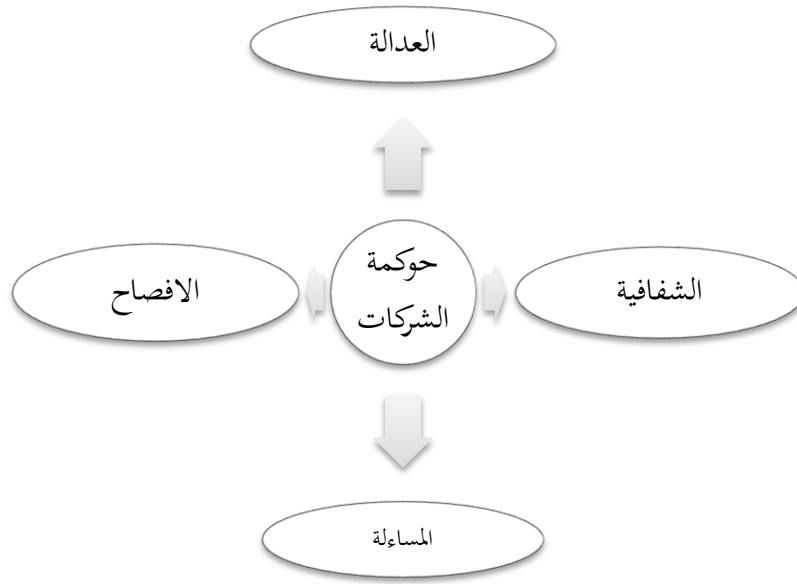 العدالة
الشفافية
حوكمة
الشركات
الافصاح
المساءلة